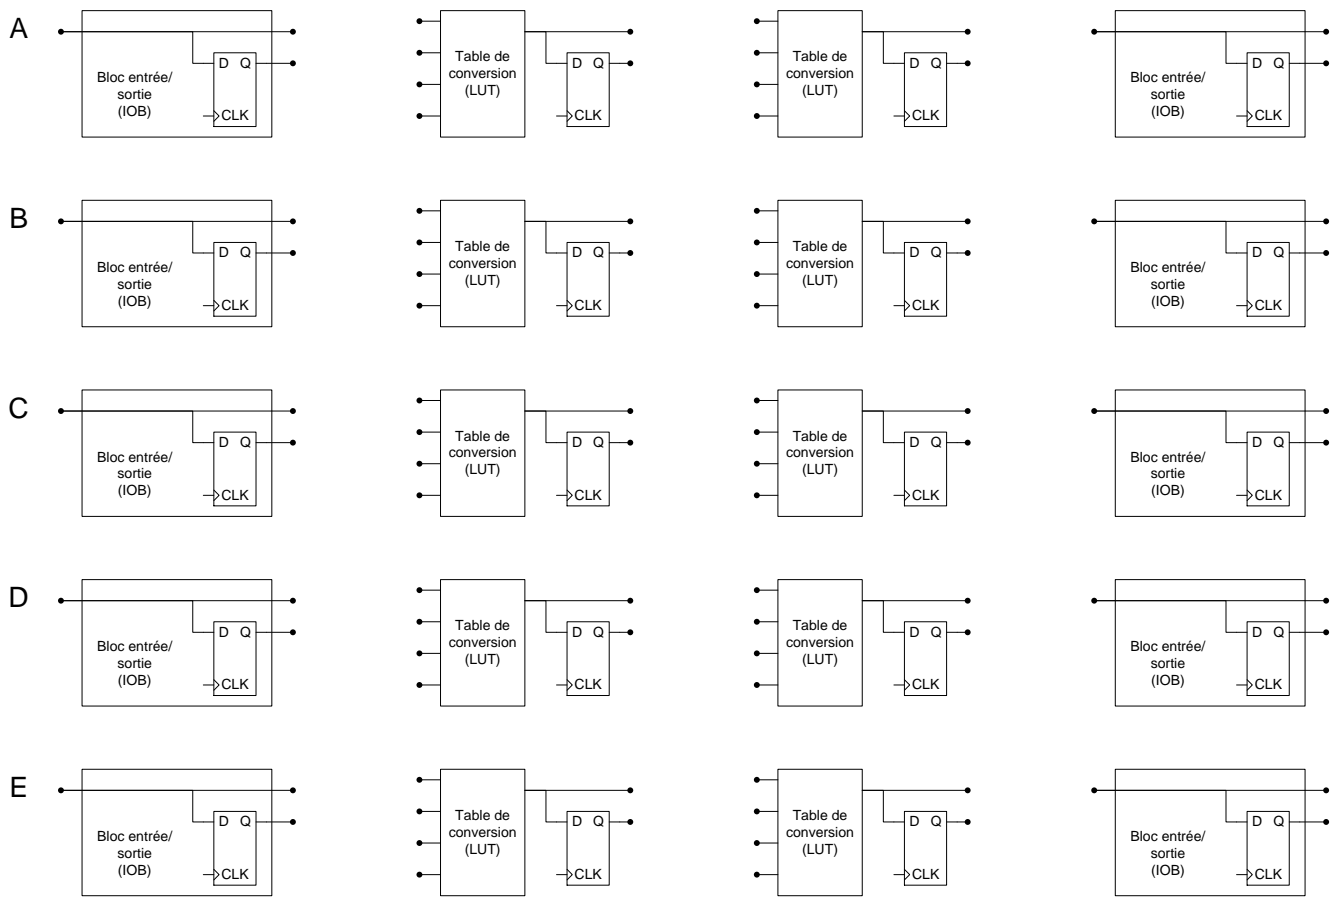 A
Bloc entrée/
sortie
(IOB)
D Q
CLK
Table de
conversion
(LUT)
D Q
CLK
Table de
conversion
(LUT)
D Q
CLK
Bloc entrée/
sortie
(IOB)
D Q
CLK
B
Bloc entrée/
sortie
(IOB)
D Q
CLK
Table de
conversion
(LUT)
D Q
CLK
Table de
conversion
(LUT)
D Q
CLK
Bloc entrée/
sortie
(IOB)
D Q
CLK
C
Bloc entrée/
sortie
(IOB)
D Q
CLK
Table de
conversion
(LUT)
D Q
CLK
Table de
conversion
(LUT)
D Q
CLK
Bloc entrée/
sortie
(IOB)
D Q
CLK
D
Bloc entrée/
sortie
(IOB)
D Q
CLK
Table de
conversion
(LUT)
D Q
CLK
Table de
conversion
(LUT)
D Q
CLK
Bloc entrée/
sortie
(IOB)
D Q
CLK
E
Bloc entrée/
sortie
(IOB)
D Q
CLK
Table de
conversion
(LUT)
D Q
CLK
Table de
conversion
(LUT)
D Q
CLK
Bloc entrée/
sortie
(IOB)
D Q
CLK